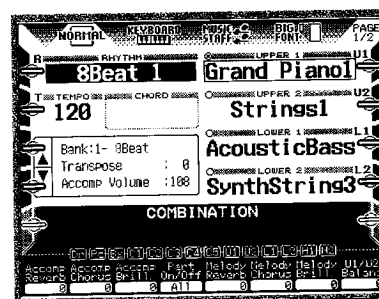 NORMAL KEYBOARD MUSIC STAFF BIG FONT PAGE 1/2
R RHYTHM UPPER 1 U1
8Beat 1 Grand Piano1
T TEMPO CHORD UPPER 2 U2
120 Strings1
LOWER 1 L1
Bank:1- 8Beat AcousticBass
Transpose : 0
LOWER 2 L2
Accomp Volume :108 SynthString3
COMBINATION
Accomp Reverb Accomp Chorus Accomp Brill. Part On/Off Melody Reverb Melody Chorus Melody Brill. U1/U2 Balan
0 0 0 All 0 0 0 0